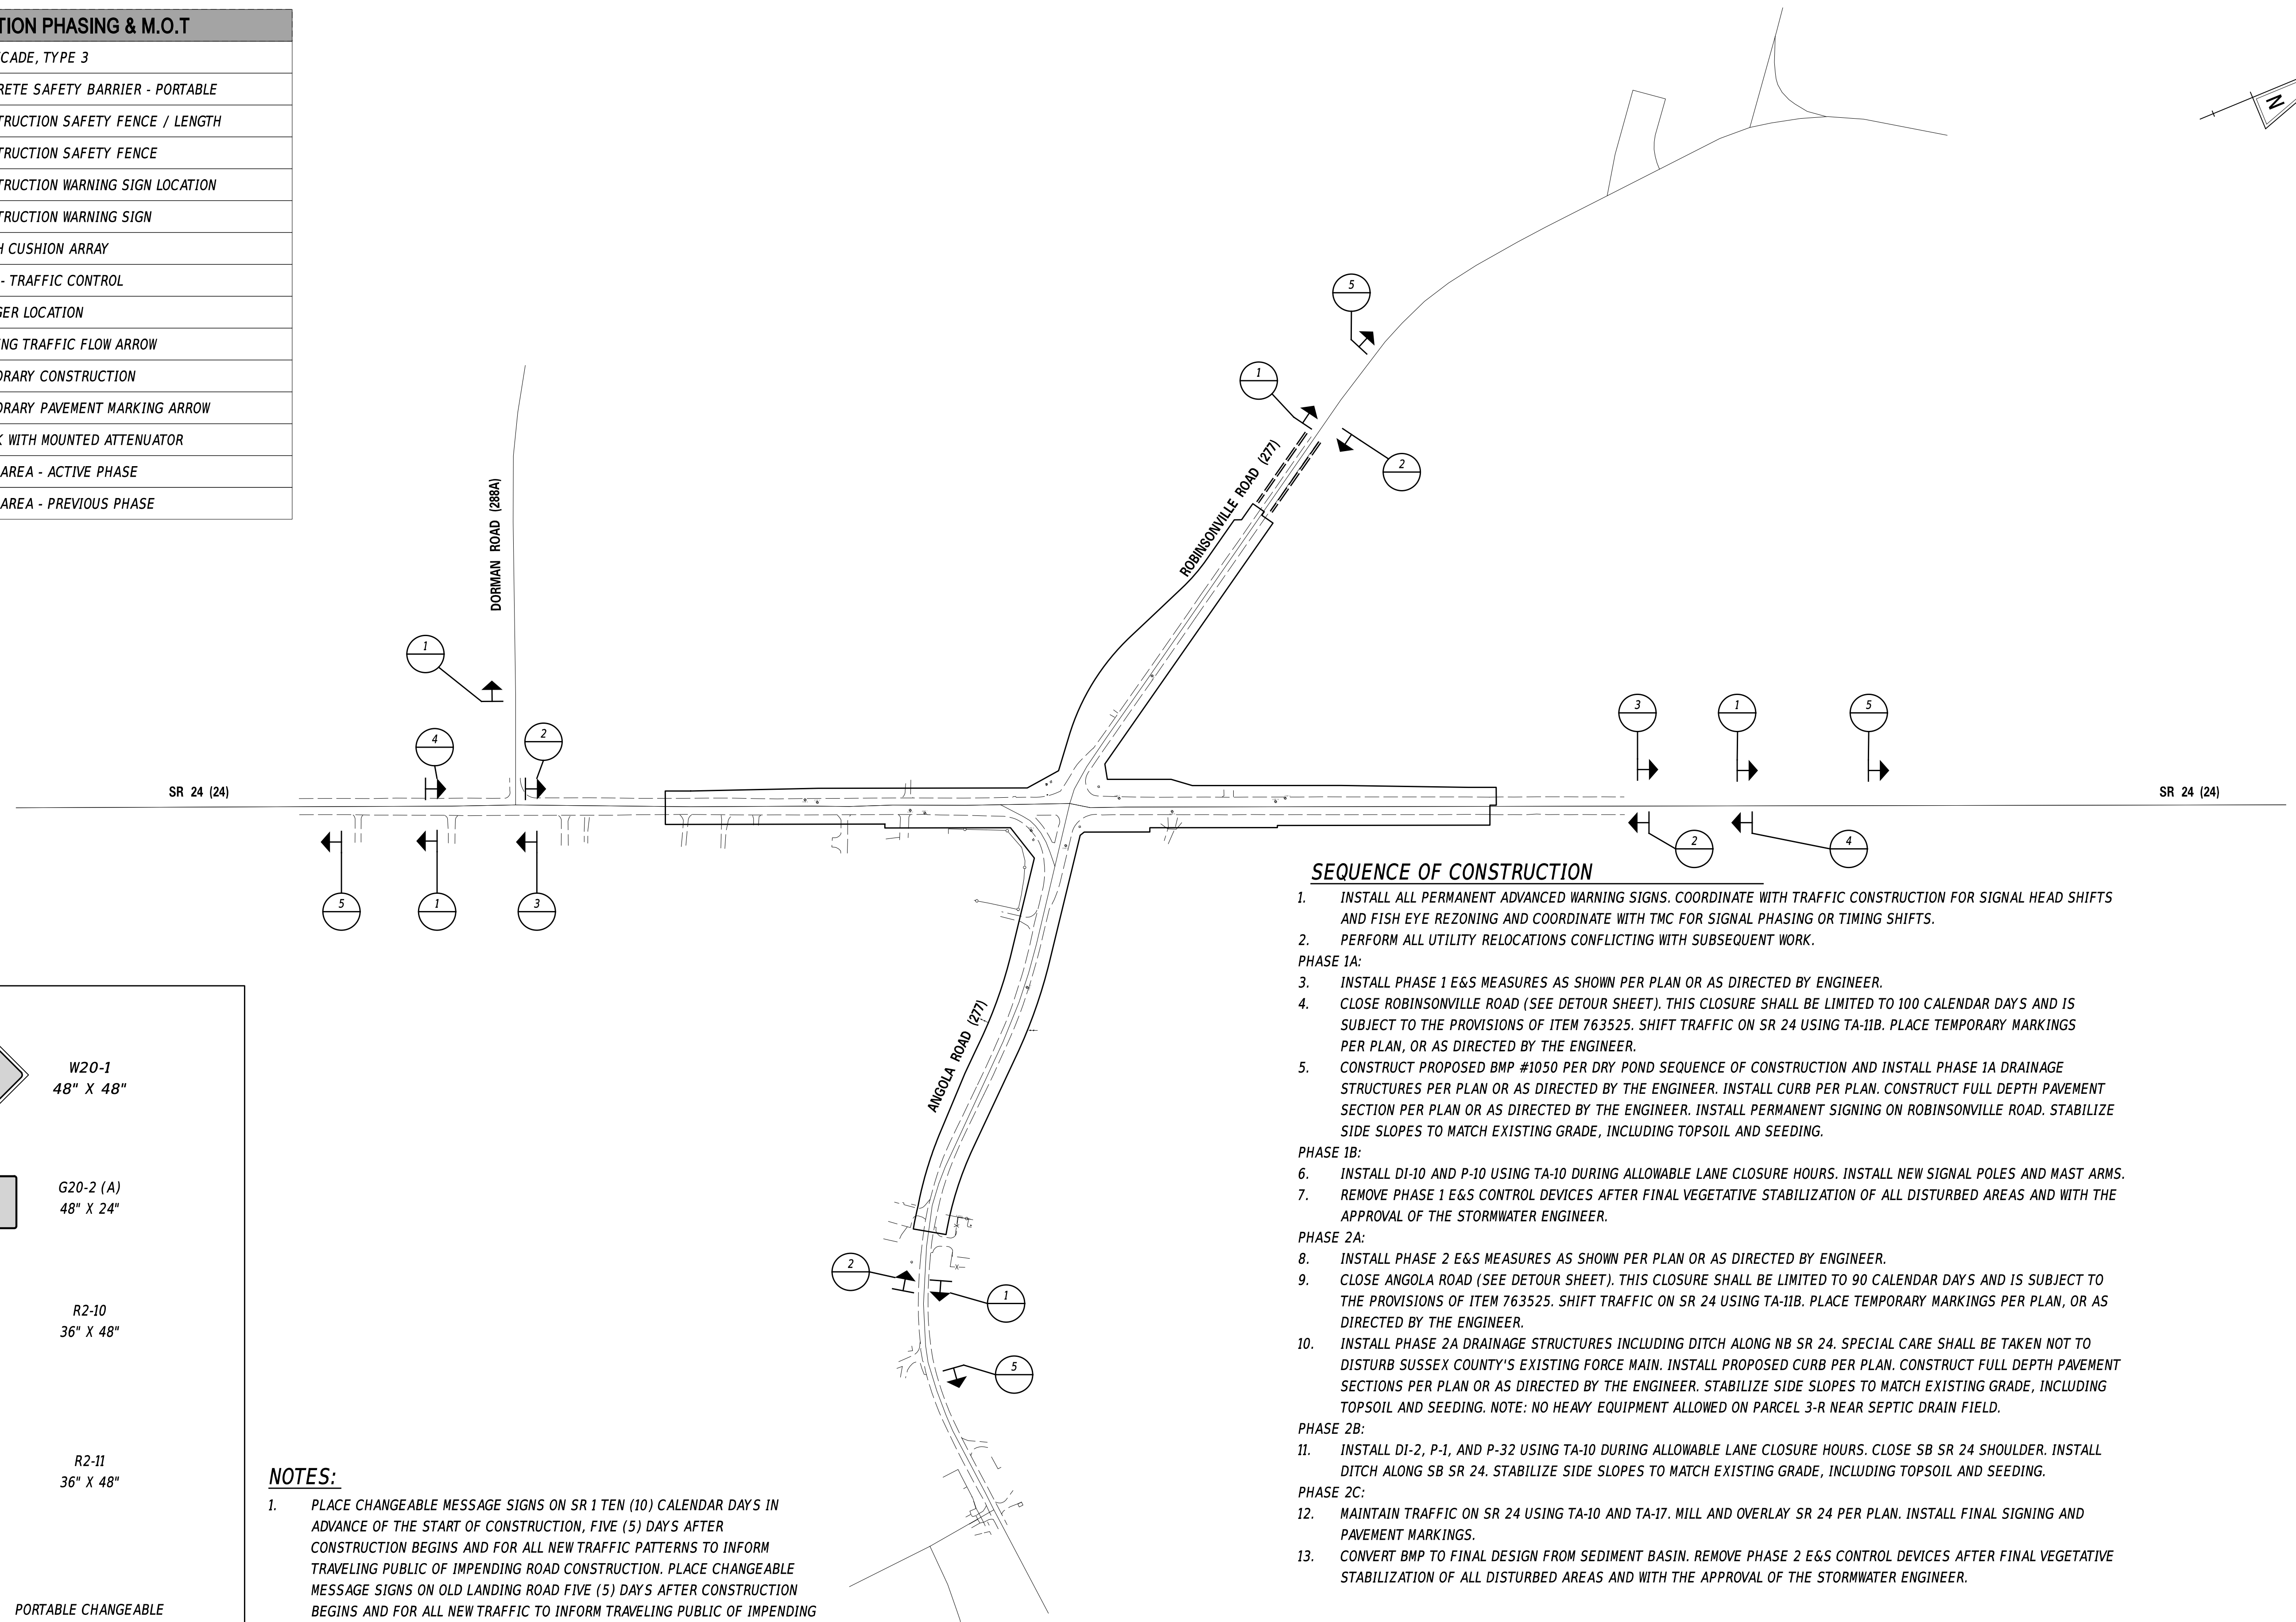 PHASING & M.O.T
TYPE 3
SAFETY BARRIER - PORTABLE
SAFETY FENCE / LENGTH
SAFETY FENCE
WARNING SIGN LOCATION
WARNING SIGN
CUSHION ARRAY
- TRAFFIC CONTROL
LOCATION
TRAFFIC FLOW ARROW
CONSTRUCTION
PAVEMENT MARKING ARROW
WITH MOUNTED ATTENUATOR
AREA - ACTIVE PHASE
AREA - PREVIOUS PHASE
N
5
1
2
ROBINSONVILLE ROAD (277)
DORMAN ROAD (288A)
1
4
2
3
1
5
SR 24 (24)
SR 24 (24)
2
4
5
1
3
ANGOLA ROAD (277)
2
1
5
W20-1
48" X 48"
G20-2 (A)
48" X 24"
R2-10
36" X 48"
R2-11
36" X 48"
PORTABLE CHANGEABLE
NOTES:
1. PLACE CHANGEABLE MESSAGE SIGNS ON SR 1 TEN (10) CALENDAR DAYS IN
ADVANCE OF THE START OF CONSTRUCTION, FIVE (5) DAYS AFTER
CONSTRUCTION BEGINS AND FOR ALL NEW TRAFFIC PATTERNS TO INFORM
TRAVELING PUBLIC OF IMPENDING ROAD CONSTRUCTION. PLACE CHANGEABLE
MESSAGE SIGNS ON OLD LANDING ROAD FIVE (5) DAYS AFTER CONSTRUCTION
BEGINS AND FOR ALL NEW TRAFFIC TO INFORM TRAVELING PUBLIC OF IMPENDING
SEQUENCE OF CONSTRUCTION
1. INSTALL ALL PERMANENT ADVANCED WARNING SIGNS. COORDINATE WITH TRAFFIC CONSTRUCTION FOR SIGNAL HEAD SHIFTS
AND FISH EYE REZONING AND COORDINATE WITH TMC FOR SIGNAL PHASING OR TIMING SHIFTS.
2. PERFORM ALL UTILITY RELOCATIONS CONFLICTING WITH SUBSEQUENT WORK.
PHASE 1A:
3. INSTALL PHASE 1 E&S MEASURES AS SHOWN PER PLAN OR AS DIRECTED BY ENGINEER.
4. CLOSE ROBINSONVILLE ROAD (SEE DETOUR SHEET). THIS CLOSURE SHALL BE LIMITED TO 100 CALENDAR DAYS AND IS
SUBJECT TO THE PROVISIONS OF ITEM 763525. SHIFT TRAFFIC ON SR 24 USING TA-11B. PLACE TEMPORARY MARKINGS
PER PLAN, OR AS DIRECTED BY THE ENGINEER.
5. CONSTRUCT PROPOSED BMP #1050 PER DRY POND SEQUENCE OF CONSTRUCTION AND INSTALL PHASE 1A DRAINAGE
STRUCTURES PER PLAN OR AS DIRECTED BY THE ENGINEER. INSTALL CURB PER PLAN. CONSTRUCT FULL DEPTH PAVEMENT
SECTION PER PLAN OR AS DIRECTED BY THE ENGINEER. INSTALL PERMANENT SIGNING ON ROBINSONVILLE ROAD. STABILIZE
SIDE SLOPES TO MATCH EXISTING GRADE, INCLUDING TOPSOIL AND SEEDING.
PHASE 1B:
6. INSTALL DI-10 AND P-10 USING TA-10 DURING ALLOWABLE LANE CLOSURE HOURS. INSTALL NEW SIGNAL POLES AND MAST ARMS.
7. REMOVE PHASE 1 E&S CONTROL DEVICES AFTER FINAL VEGETATIVE STABILIZATION OF ALL DISTURBED AREAS AND WITH THE
APPROVAL OF THE STORMWATER ENGINEER.
PHASE 2A:
8. INSTALL PHASE 2 E&S MEASURES AS SHOWN PER PLAN OR AS DIRECTED BY ENGINEER.
9. CLOSE ANGOLA ROAD (SEE DETOUR SHEET). THIS CLOSURE SHALL BE LIMITED TO 90 CALENDAR DAYS AND IS SUBJECT TO
THE PROVISIONS OF ITEM 763525. SHIFT TRAFFIC ON SR 24 USING TA-11B. PLACE TEMPORARY MARKINGS PER PLAN, OR AS
DIRECTED BY THE ENGINEER.
10. INSTALL PHASE 2A DRAINAGE STRUCTURES INCLUDING DITCH ALONG NB SR 24. SPECIAL CARE SHALL BE TAKEN NOT TO
DISTURB SUSSEX COUNTY'S EXISTING FORCE MAIN. INSTALL PROPOSED CURB PER PLAN. CONSTRUCT FULL DEPTH PAVEMENT
SECTIONS PER PLAN OR AS DIRECTED BY THE ENGINEER. STABILIZE SIDE SLOPES TO MATCH EXISTING GRADE, INCLUDING
TOPSOIL AND SEEDING. NOTE: NO HEAVY EQUIPMENT ALLOWED ON PARCEL 3-R NEAR SEPTIC DRAIN FIELD.
PHASE 2B:
11. INSTALL DI-2, P-1, AND P-32 USING TA-10 DURING ALLOWABLE LANE CLOSURE HOURS. CLOSE SB SR 24 SHOULDER. INSTALL
DITCH ALONG SB SR 24. STABILIZE SIDE SLOPES TO MATCH EXISTING GRADE, INCLUDING TOPSOIL AND SEEDING.
PHASE 2C:
12. MAINTAIN TRAFFIC ON SR 24 USING TA-10 AND TA-17. MILL AND OVERLAY SR 24 PER PLAN. INSTALL FINAL SIGNING AND
PAVEMENT MARKINGS.
13. CONVERT BMP TO FINAL DESIGN FROM SEDIMENT BASIN. REMOVE PHASE 2 E&S CONTROL DEVICES AFTER FINAL VEGETATIVE
STABILIZATION OF ALL DISTURBED AREAS AND WITH THE APPROVAL OF THE STORMWATER ENGINEER.